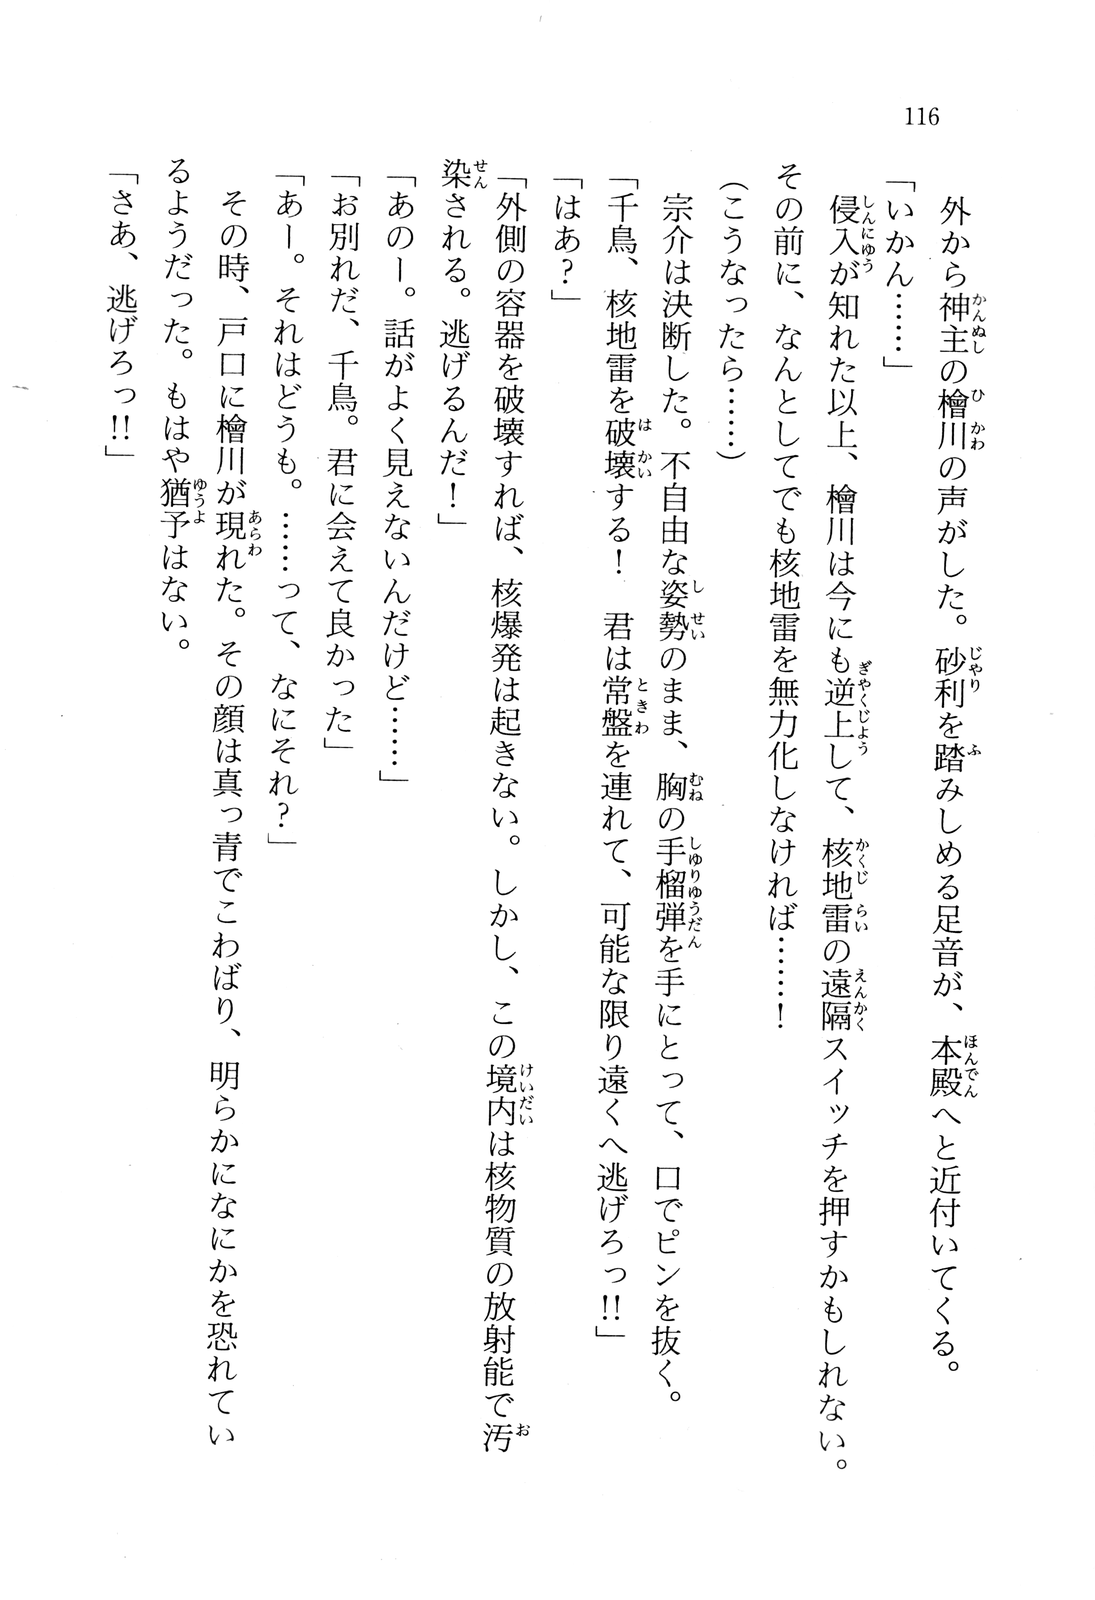 116
外から神主の檜川の声がした。砂利を踏みしめる足音が、本殿へと近付いてくる。
「いかん……」
侵入が知れた以上、檜川は今にも逆上して、核地雷の遠隔スイッチを押すかもしれない。
その前に、なんとしてでも核地雷を無力化しなければ……！
（こうなったら……）
宗介は決断した。不自由な姿勢のまま、胸の手榴弾を手にとって、口でピンを抜く。
「千鳥、核地雷を破壊する！　君は常盤を連れて、可能な限り遠くへ逃げろっ!!」
「はあ？」
「外側の容器を破壊すれば、核爆発は起きない。しかし、この境内は核物質の放射能で汚
染される。逃げるんだ！」
「あのー。話がよく見えないんだけど……」
「お別れだ、千鳥。君に会えて良かった」
「あー。それはどうも。……って、なにそれ？」
その時、戸口に檜川が現れた。その顔は真っ青でこわばり、明らかになにかを恐れてい
るようだった。もはや猶予はない。
「さあ、逃げろっ!!」